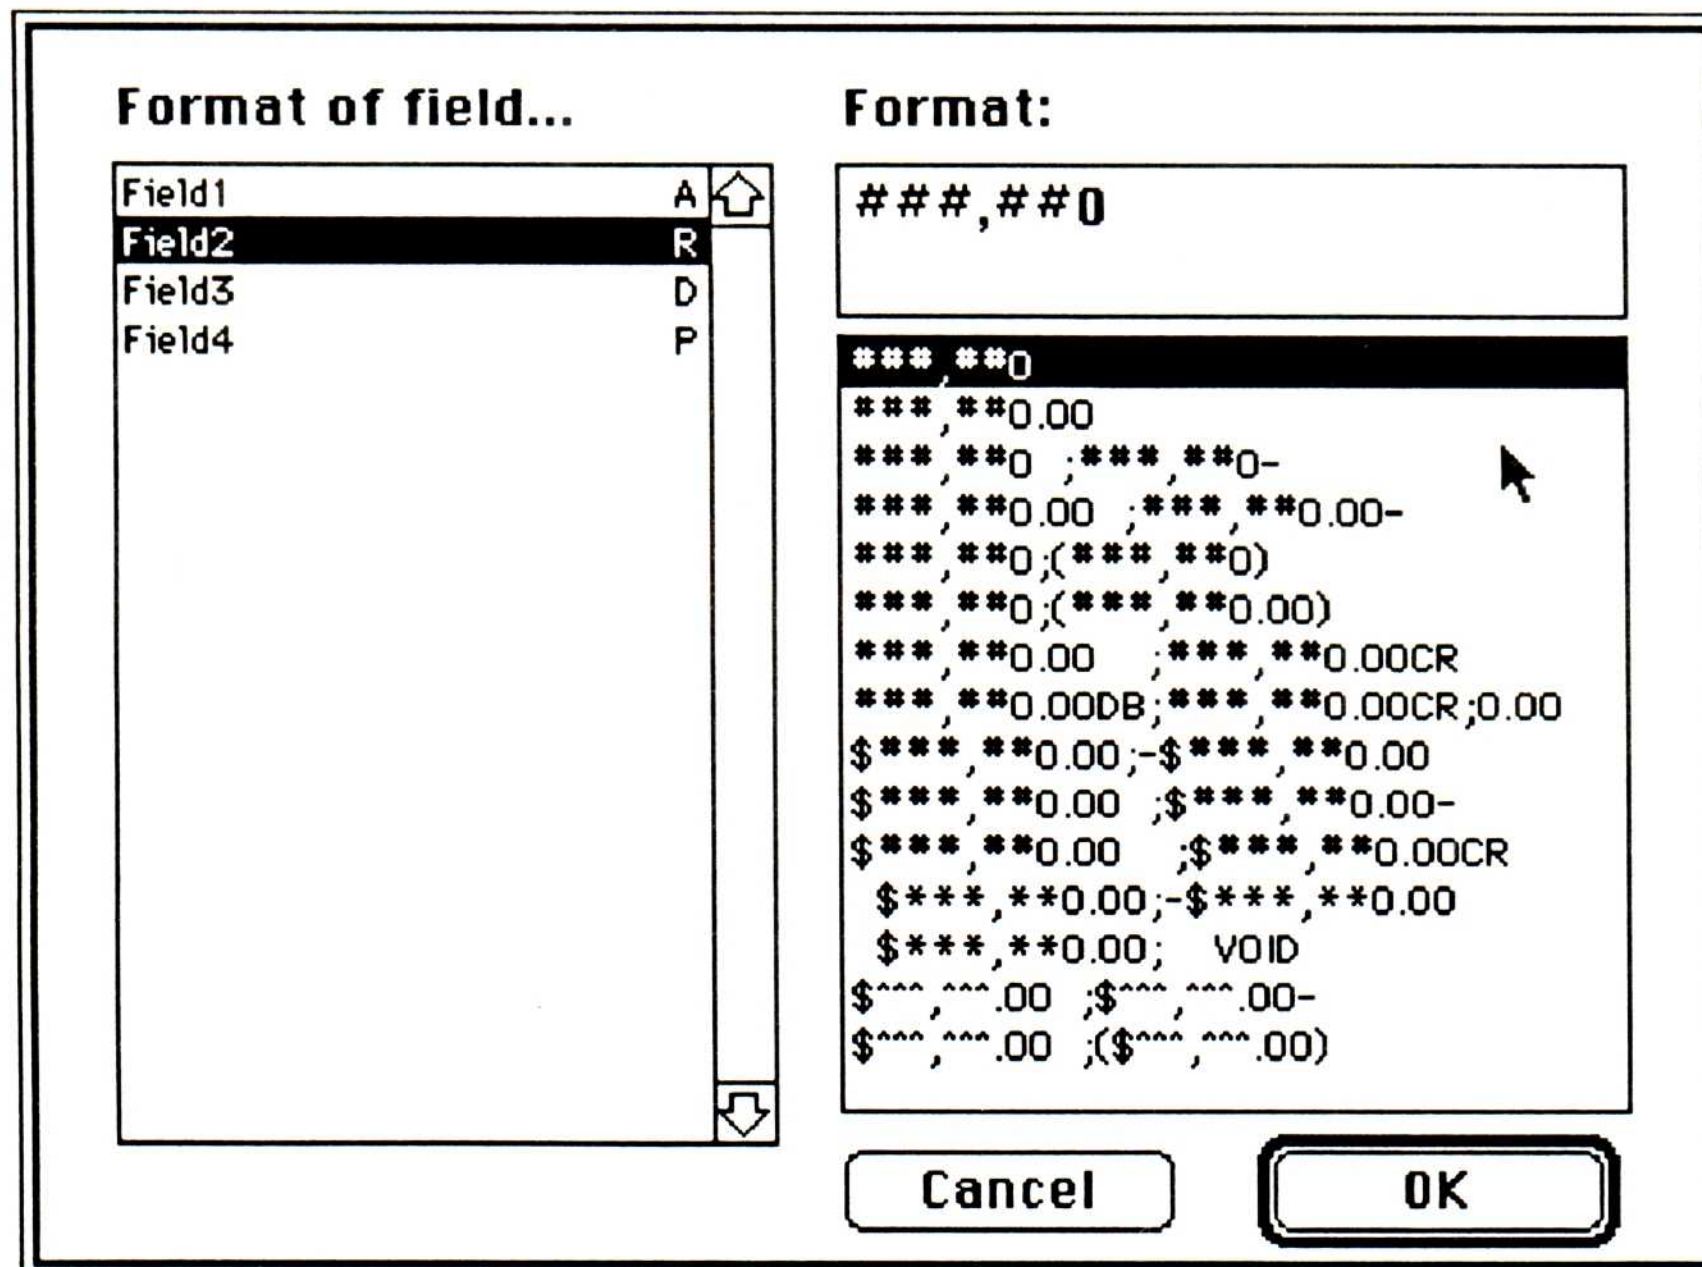 Format of field...
Field1 A
Field2 R
Field3 D
Field4 P
Format:
###,##0
###,##0
###,##0.00
###,##0 ;###,##0-
###,##0.00 ;###,##0.00-
###,##0;(###,##0)
###,##0;(###,##0.00)
###,##0.00 ;###,##0.00CR
###,##0.00DB;###,##0.00CR;0.00
$###,##0.00;-$###,##0.00
$###,##0.00 ;$###,##0.00-
$###,##0.00 ;$###,##0.00CR
$***,**0.00;-$***,**0.00
$***,**0.00; VOID
$^^^,^^^.00 ;$^^^,^^^.00-
$^^^,^^^.00 ;($^^^,^^^.00)
Cancel
OK